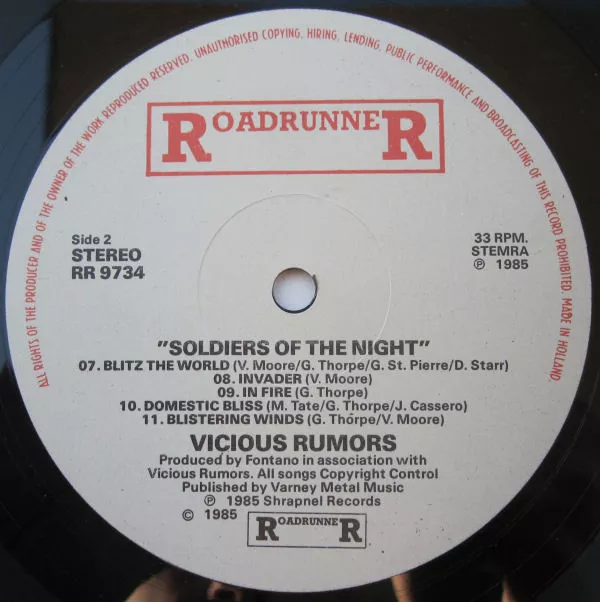 ALL RIGHTS OF THE PRODUCER AND OF THE OWNER OF THE WORK REPRODUCED RESERVED. UNAUTHORISED COPYING, HIRING, LENDING, PUBLIC PERFORMANCE AND BROADCASTING OF THIS RECORD PROHIBITED. MADE IN HOLLAND.
ROADRUNNER
Side 2
STEREO
RR 9734
33 RPM.
STEMRA
℗ 1985
"SOLDIERS OF THE NIGHT"
07. BLITZ THE WORLD (V. Moore/G. Thorpe/G. St. Pierre/D. Starr)
08. INVADER (V. Moore)
09. IN FIRE (G. Thorpe)
10. DOMESTIC BLISS (M. Tate/G. Thorpe/J. Cassero)
11. BLISTERING WINDS (G. Thorpe/V. Moore)
VICIOUS RUMORS
Produced by Fontano in association with
Vicious Rumors. All songs Copyright Control
Published by Varney Metal Music
℗ 1985 Shrapnel Records
© 1985 ROADRUNNER